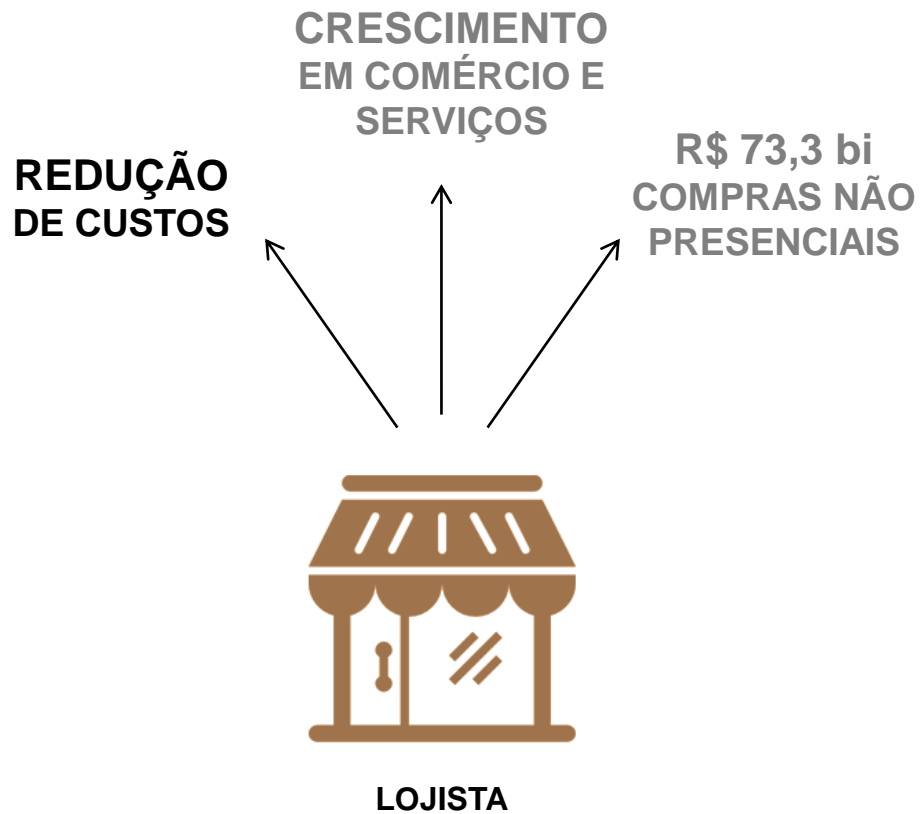 CRESCIMENTO
EM COMÉRCIO E
SERVIÇOS
REDUÇÃO
DE CUSTOS
R$ 73,3 bi
COMPRAS NÃO
PRESENCIAIS
LOJISTA